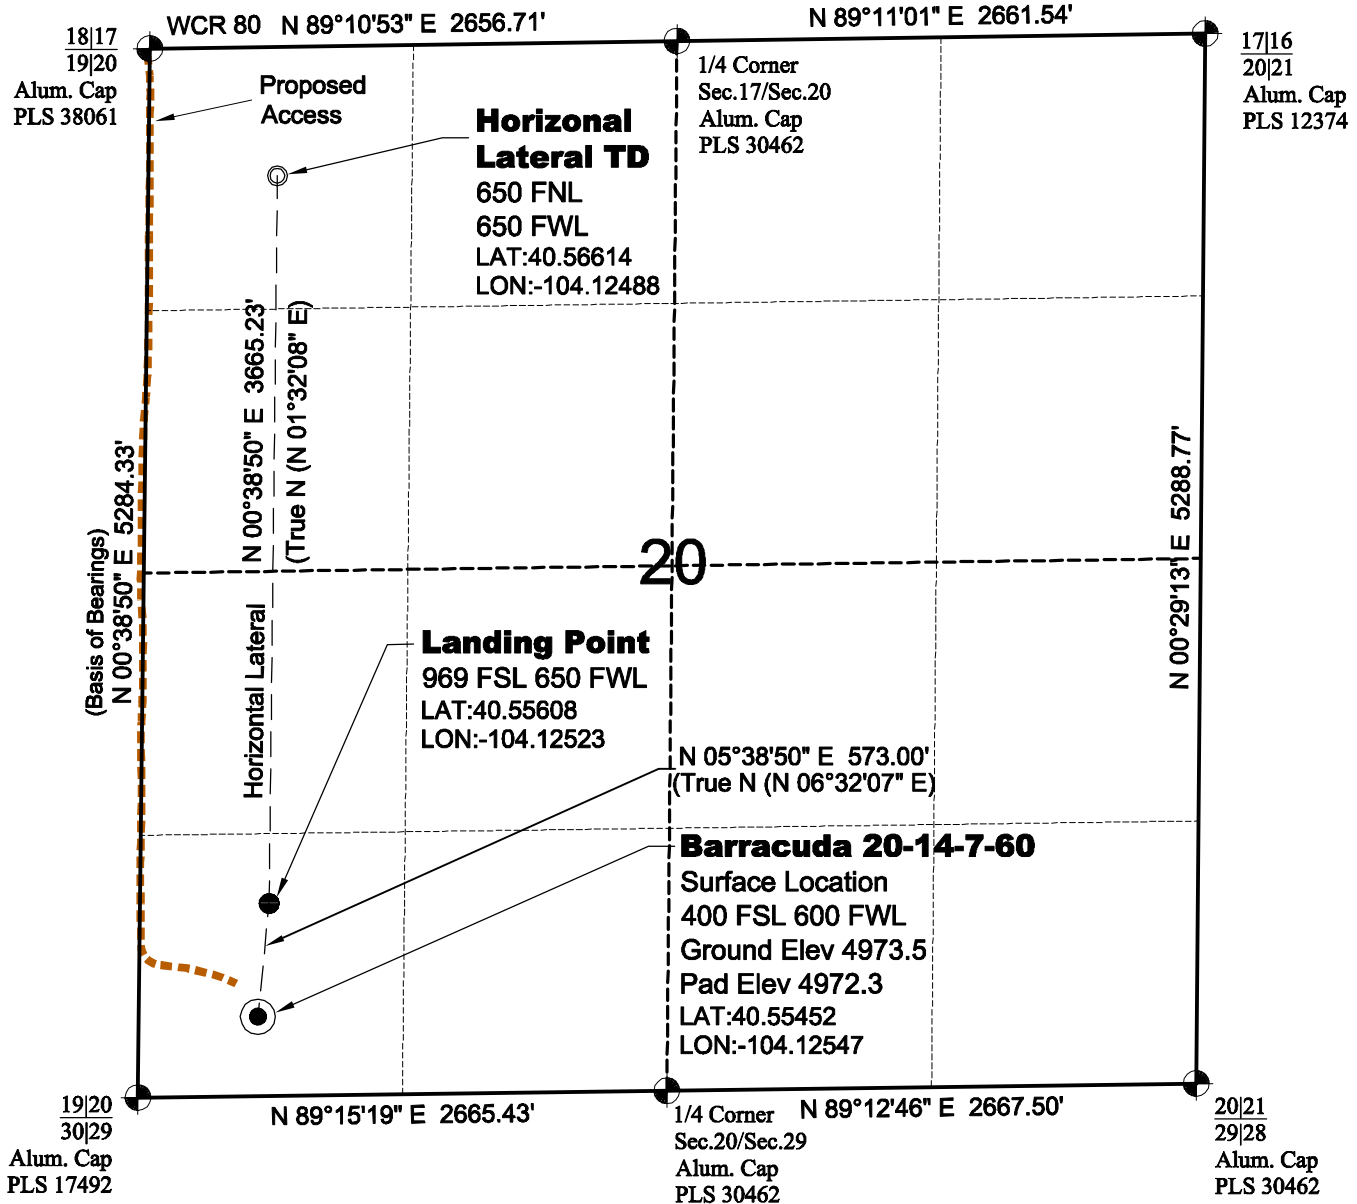 WCR 80 N 89°10'53" E 2656.71'
N 89°11'01" E 2661.54'
18|17
19|20
Alum. Cap
PLS 38061
Proposed
Access
1/4 Corner
Sec.17/Sec.20
Alum. Cap
PLS 30462
17|16
20|21
Alum. Cap
PLS 12374
Horizonal
Lateral TD
650 FNL
650 FWL
LAT:40.56614
LON:-104.12488
N 00°38'50" E 3665.23'
(True N (N 01°32'08" E)
Horizontal Lateral
(Basis of Bearings)
N 00°38'50" E 5284.33'
20
N 00°29'13" E 5288.77'
Landing Point
969 FSL 650 FWL
LAT:40.55608
LON:-104.12523
N 05°38'50" E 573.00'
(True N (N 06°32'07" E)
Barracuda 20-14-7-60
Surface Location
400 FSL 600 FWL
Ground Elev 4973.5
Pad Elev 4972.3
LAT:40.55452
LON:-104.12547
19|20
30|29
Alum. Cap
PLS 17492
N 89°15'19" E 2665.43'
1/4 Corner
Sec.20/Sec.29
Alum. Cap
PLS 30462
N 89°12'46" E 2667.50'
20|21
29|28
Alum. Cap
PLS 30462